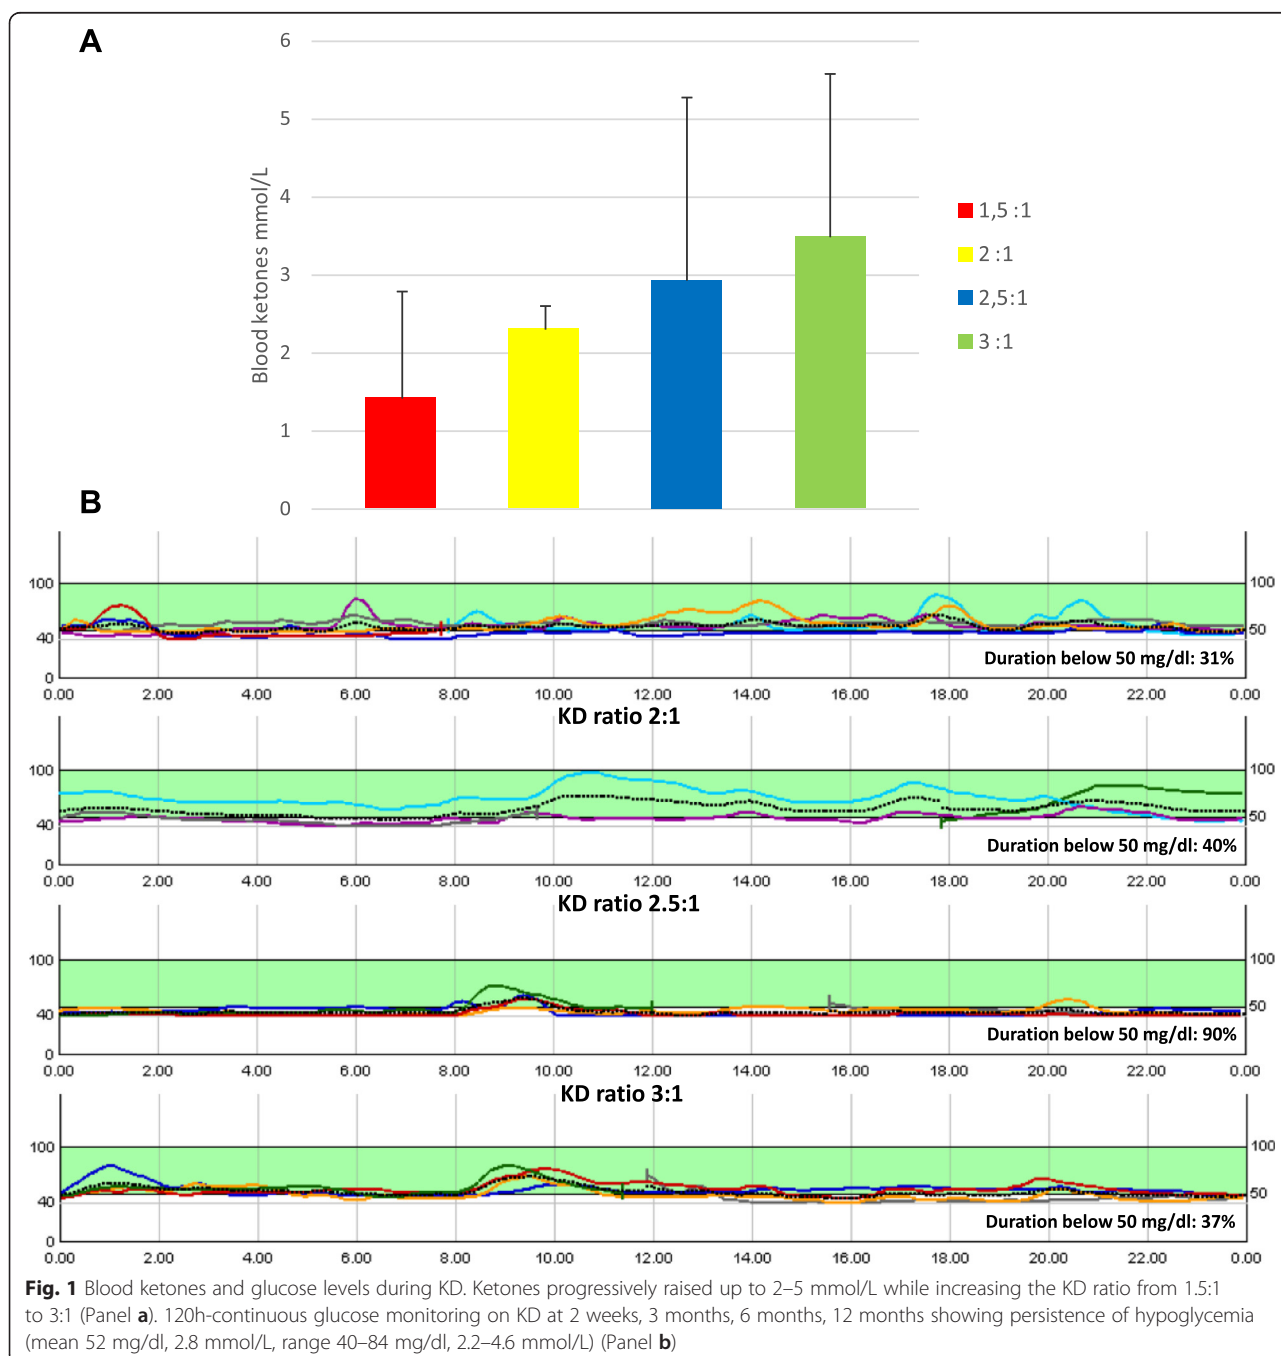 A
6
5
4
3
2
1
0
Blood ketones mmol/L
1,5 :1
2 :1
2,5:1
3 :1
B
100 100
40 50
0
Duration below 50 mg/dl: 31%
0.00 2.00 4.00 6.00 8.00 10.00 12.00 14.00 16.00 18.00 20.00 22.00 0.00
KD ratio 2:1
100 100
40 50
0
Duration below 50 mg/dl: 40%
0.00 2.00 4.00 6.00 8.00 10.00 12.00 14.00 16.00 18.00 20.00 22.00 0.00
KD ratio 2.5:1
100 100
40 50
0
Duration below 50 mg/dl: 90%
0.00 2.00 4.00 6.00 8.00 10.00 12.00 14.00 16.00 18.00 20.00 22.00 0.00
KD ratio 3:1
100 100
40 50
0
Duration below 50 mg/dl: 37%
0.00 2.00 4.00 6.00 8.00 10.00 12.00 14.00 16.00 18.00 20.00 22.00 0.00
Fig. 1 Blood ketones and glucose levels during KD. Ketones progressively raised up to 2–5 mmol/L while increasing the KD ratio from 1.5:1
to 3:1 (Panel a). 120h-continuous glucose monitoring on KD at 2 weeks, 3 months, 6 months, 12 months showing persistence of hypoglycemia
(mean 52 mg/dl, 2.8 mmol/L, range 40–84 mg/dl, 2.2–4.6 mmol/L) (Panel b)